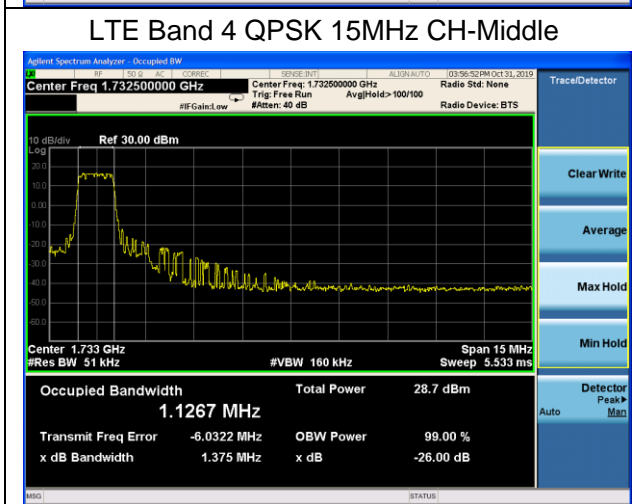 LTE Band 4 QPSK 15MHz CH-Middle
Agilent Spectrum Analyzer - Occupied BW
RF 50 Ω AC CORREC SENSE:INT ALIGN AUTO 03:56:52 PM Oct 31, 2019
Center Freq 1.732500000 GHz Center Freq: 1.732500000 GHz Radio Std: None Trace/Detector
Trig: Free Run Avg|Hold:>100/100
#IFGain:Low #Atten: 40 dB Radio Device: BTS
10 dB/div Ref 30.00 dBm
Log
20.0
10.0
0.00
-10.0
-20.0
-30.0
-40.0
-50.0
-60.0
Clear Write
Average
Max Hold
Min Hold
Center 1.733 GHz Span 15 MHz
#Res BW 51 kHz #VBW 160 kHz Sweep 5.533 ms
Occupied Bandwidth Total Power 28.7 dBm
1.1267 MHz
Transmit Freq Error -6.0322 MHz OBW Power 99.00 %
x dB Bandwidth 1.375 MHz x dB -26.00 dB
Detector
Peak▶
Auto Man
MSG STATUS